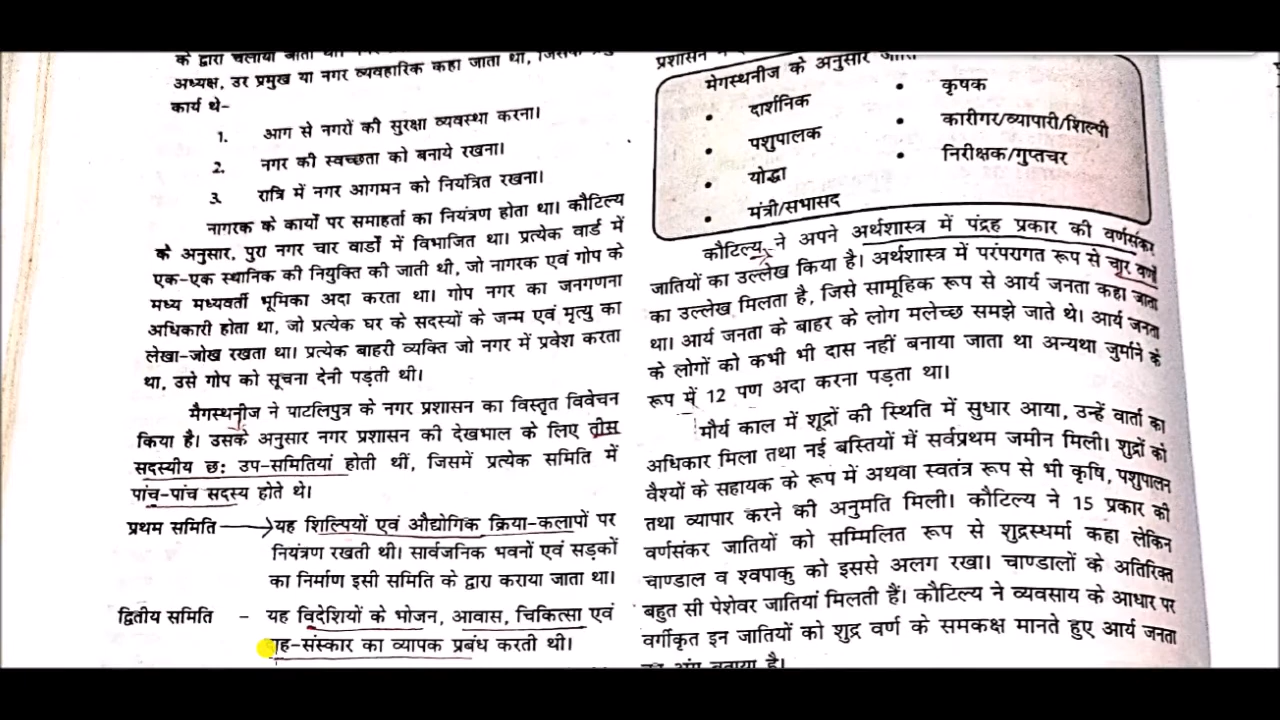 के द्वारा चलाया जाता था।
अध्यक्ष, उर प्रमुख या नगर व्यवहारिक कहा जाता था, जिसके
कार्य थे-
1. आग से नगरों की सुरक्षा व्यवस्था करना।
2. नगर की स्वच्छता को बनाये रखना।
3. रात्रि में नगर आगमन को नियंत्रित रखना।
नागरक के कार्यों पर समाहर्ता का नियंत्रण होता था। कौटिल्य
के अनुसार, पुरा नगर चार वार्डों में विभाजित था। प्रत्येक वार्ड में
एक-एक स्थानिक की नियुक्ति की जाती थी, जो नागरक एवं गोप के
मध्य मध्यवर्ती भूमिका अदा करता था। गोप नगर का जनगणना
अधिकारी होता था, जो प्रत्येक घर के सदस्यों के जन्म एवं मृत्यु का
लेखा-जोख रखता था। प्रत्येक बाहरी व्यक्ति जो नगर में प्रवेश करता
था, उसे गोप को सूचना देनी पड़ती थी।
मैगस्थनीज ने पाटलिपुत्र के नगर प्रशासन का विस्तृत विवेचन
किया है। उसके अनुसार नगर प्रशासन की देखभाल के लिए तीस
सदस्यीय छः उप-समितियां होती थीं, जिसमें प्रत्येक समिति में
पांच-पांच सदस्य होते थे।
प्रथम समिति यह शिल्पियों एवं औद्योगिक क्रिया-कलापों पर
नियंत्रण रखती थी। सार्वजनिक भवनों एवं सड़कों
का निर्माण इसी समिति के द्वारा कराया जाता था।
द्वितीय समिति - यह विदेशियों के भोजन, आवास, चिकित्सा एवं
हि-संस्कार का व्यापक प्रबंध करती थी।
प्रशासन में
मेगस्थनीज के अनुसार
• दार्शनिक
• पशुपालक
• योद्धा
• मंत्री/सभासद
• कृषक
• कारीगर/व्यापारी/शिल्पी
• निरीक्षक/गुप्तचर
कौटिल्य ने अपने अर्थशास्त्र में पंद्रह प्रकार की वर्णसंकर
जातियों का उल्लेख किया है। अर्थशास्त्र में परंपरागत रूप से चार वर्णों
का उल्लेख मिलता है, जिसे सामूहिक रूप से आर्य जनता कहा जाता
था। आर्य जनता के बाहर के लोग मलेच्छ समझे जाते थे। आर्य जनता
के लोगों को कभी भी दास नहीं बनाया जाता था अन्यथा जुर्माने के
रूप में 12 पण अदा करना पड़ता था।
मौर्य काल में शूद्रों की स्थिति में सुधार आया, उन्हें वार्ता का
अधिकार मिला तथा नई बस्तियों में सर्वप्रथम जमीन मिली। शुद्रों को
वैश्यों के सहायक के रूप में अथवा स्वतंत्र रूप से भी कृषि, पशुपालन
तथा व्यापार करने की अनुमति मिली। कौटिल्य ने 15 प्रकार की
वर्णसंकर जातियों को सम्मिलित रूप से शुद्रस्धर्मा कहा लेकिन
चाण्डाल व श्वपाकु को इससे अलग रखा। चाण्डालों के अतिरिक्त
बहुत सी पेशेवर जातियां मिलती हैं। कौटिल्य ने व्यवसाय के आधार पर
वर्गीकृत इन जातियों को शुद्र वर्ण के समकक्ष मानते हुए आर्य जनता
का अंग बताया है।